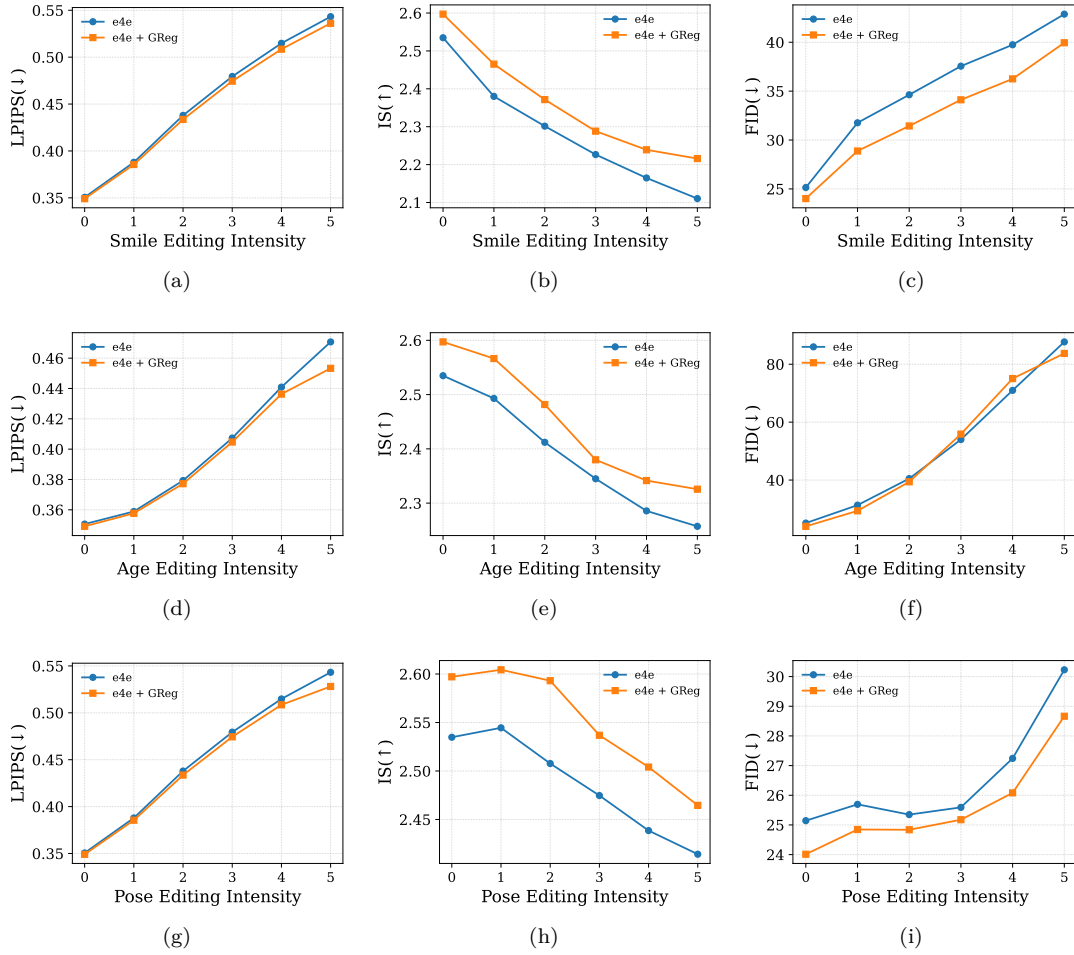 LPIPS(↓)
0.55
0.50
0.45
0.40
0.35
e4e
e4e + GReg
0 1 2 3 4 5
Smile Editing Intensity
(a)
IS(↑)
2.6
2.5
2.4
2.3
2.2
2.1
e4e
e4e + GReg
0 1 2 3 4 5
Smile Editing Intensity
(b)
FID(↓)
40
35
30
25
e4e
e4e + GReg
0 1 2 3 4 5
Smile Editing Intensity
(c)
LPIPS(↓)
0.46
0.44
0.42
0.40
0.38
0.36
e4e
e4e + GReg
0 1 2 3 4 5
Age Editing Intensity
(d)
IS(↑)
2.6
2.5
2.4
2.3
e4e
e4e + GReg
0 1 2 3 4 5
Age Editing Intensity
(e)
FID(↓)
80
60
40
e4e
e4e + GReg
0 1 2 3 4 5
Age Editing Intensity
(f)
LPIPS(↓)
0.55
0.50
0.45
0.40
0.35
e4e
e4e + GReg
0 1 2 3 4 5
Pose Editing Intensity
(g)
IS(↑)
2.60
2.55
2.50
2.45
e4e
e4e + GReg
0 1 2 3 4 5
Pose Editing Intensity
(h)
FID(↓)
30
29
28
27
26
25
24
e4e
e4e + GReg
0 1 2 3 4 5
Pose Editing Intensity
(i)